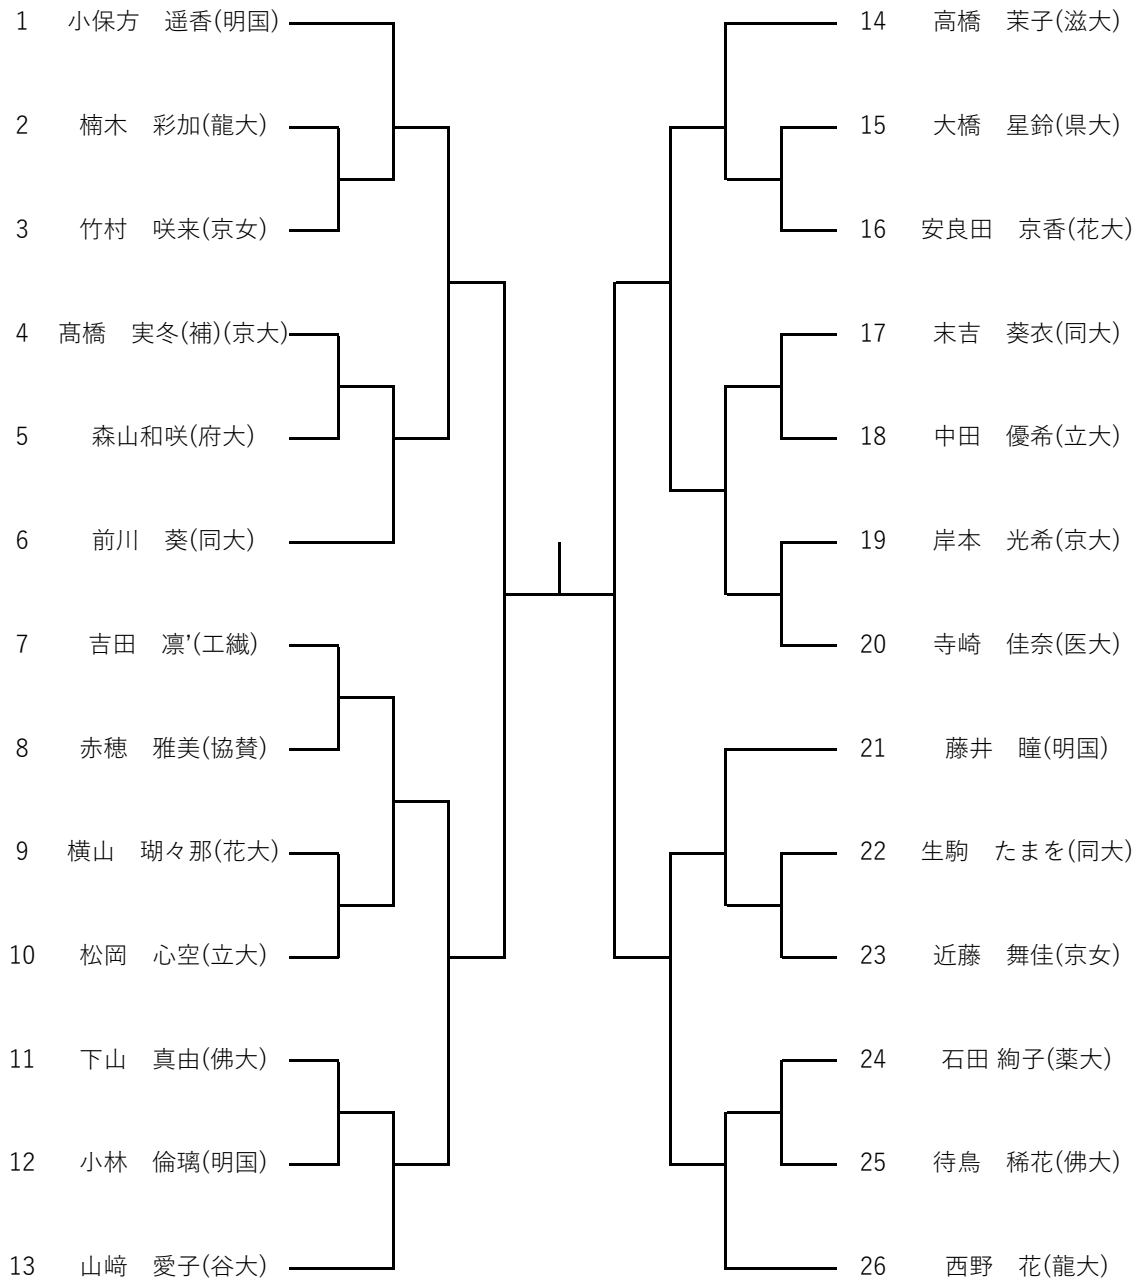 1 小保方　遥香(明国)
2 楠木　彩加(龍大)
3 竹村　咲来(京女)
4 髙橋　実冬(補)(京大)
5 森山和咲(府大)
6 前川　葵(同大)
7 吉田　凛’(工繊)
8 赤穂　雅美(協賛)
9 横山　瑚々那(花大)
10 松岡　心空(立大)
11 下山　真由(佛大)
12 小林　倫璃(明国)
13 山﨑　愛子(谷大)
14 高橋　茉子(滋大)
15 大橋　星鈴(県大)
16 安良田　京香(花大)
17 末吉　葵衣(同大)
18 中田　優希(立大)
19 岸本　光希(京大)
20 寺崎　佳奈(医大)
21 藤井　瞳(明国)
22 生駒　たまを(同大)
23 近藤　舞佳(京女)
24 石田 絢子(薬大)
25 待鳥　稀花(佛大)
26 西野　花(龍大)